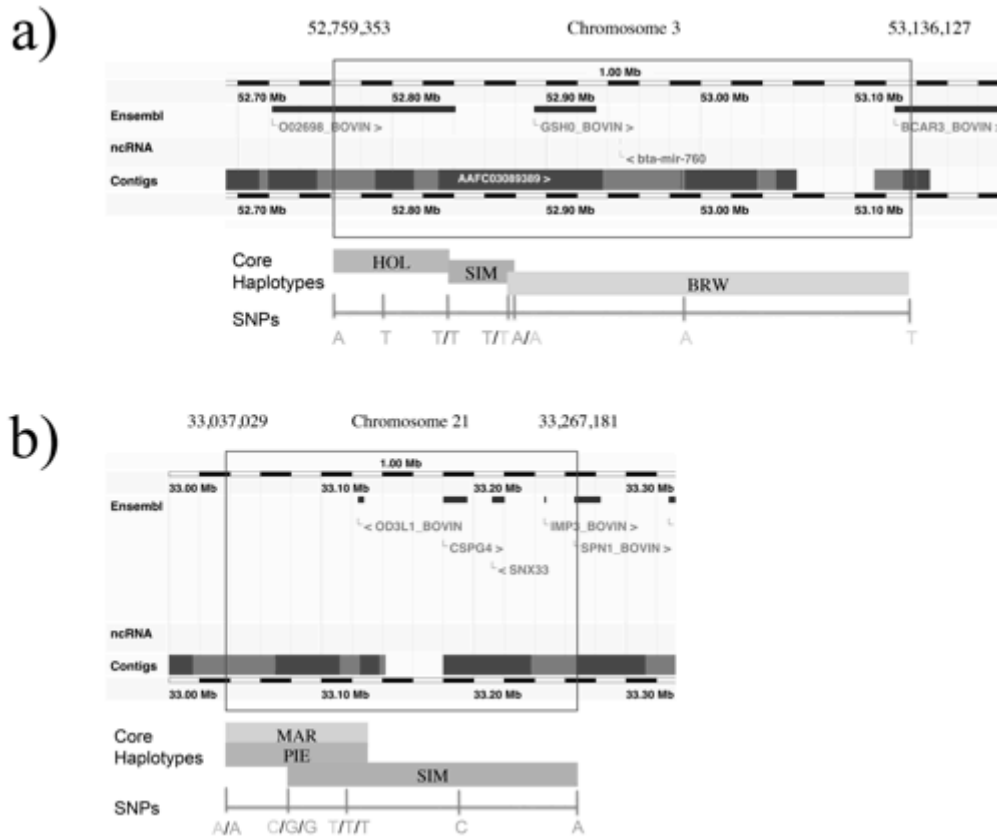 a)
52,759,353 Chromosome 3 53,136,127
1.00 Mb
52.70 Mb 52.80 Mb 52.90 Mb 53.00 Mb 53.10 Mb
Ensembl
O02698_BOVIN > GSH0_BOVIN > BCAR3_BOVIN >
ncRNA
< bta-mir-760
Contigs AAFC03089389 >
52.70 Mb 52.80 Mb 52.90 Mb 53.00 Mb 53.10 Mb
Core Haplotypes
HOL SIM BRW
SNPs
A T T/T T/T A/A A T
b)
33,037,029 Chromosome 21 33,267,181
1.00 Mb
33.00 Mb 33.10 Mb 33.20 Mb 33.30 Mb
Ensembl
< OD3L1_BOVIN IMP3_BOVIN >
CSPG4 > SPN1_BOVIN >
< SNX33
ncRNA
Contigs
33.00 Mb 33.10 Mb 33.20 Mb 33.30 Mb
Core Haplotypes
MAR
PIE
SIM
SNPs
A/A C/G/G T/T/T C A